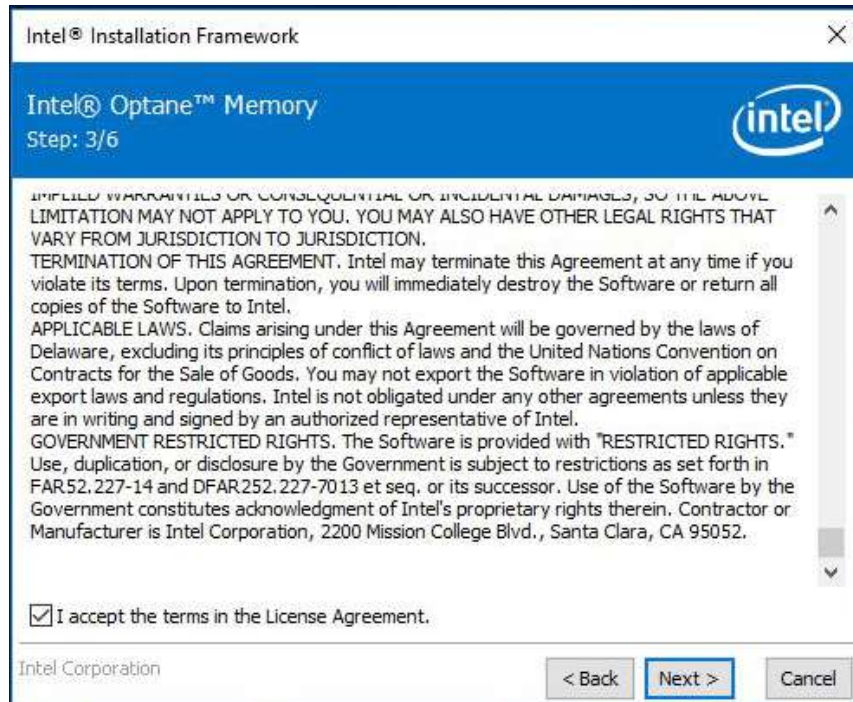 Intel® Installation Framework
Intel® Optane™ Memory
Step: 3/6
intel
IMPLIED WARRANTIES OR CONSEQUENTIAL OR INCIDENTAL DAMAGES, SO THE ABOVE
LIMITATION MAY NOT APPLY TO YOU. YOU MAY ALSO HAVE OTHER LEGAL RIGHTS THAT
VARY FROM JURISDICTION TO JURISDICTION.
TERMINATION OF THIS AGREEMENT. Intel may terminate this Agreement at any time if you
violate its terms. Upon termination, you will immediately destroy the Software or return all
copies of the Software to Intel.
APPLICABLE LAWS. Claims arising under this Agreement will be governed by the laws of
Delaware, excluding its principles of conflict of laws and the United Nations Convention on
Contracts for the Sale of Goods. You may not export the Software in violation of applicable
export laws and regulations. Intel is not obligated under any other agreements unless they
are in writing and signed by an authorized representative of Intel.
GOVERNMENT RESTRICTED RIGHTS. The Software is provided with "RESTRICTED RIGHTS."
Use, duplication, or disclosure by the Government is subject to restrictions as set forth in
FAR52.227-14 and DFAR252.227-7013 et seq. or its successor. Use of the Software by the
Government constitutes acknowledgment of Intel's proprietary rights therein. Contractor or
Manufacturer is Intel Corporation, 2200 Mission College Blvd., Santa Clara, CA 95052.
I accept the terms in the License Agreement.
Intel Corporation
< Back Next > Cancel